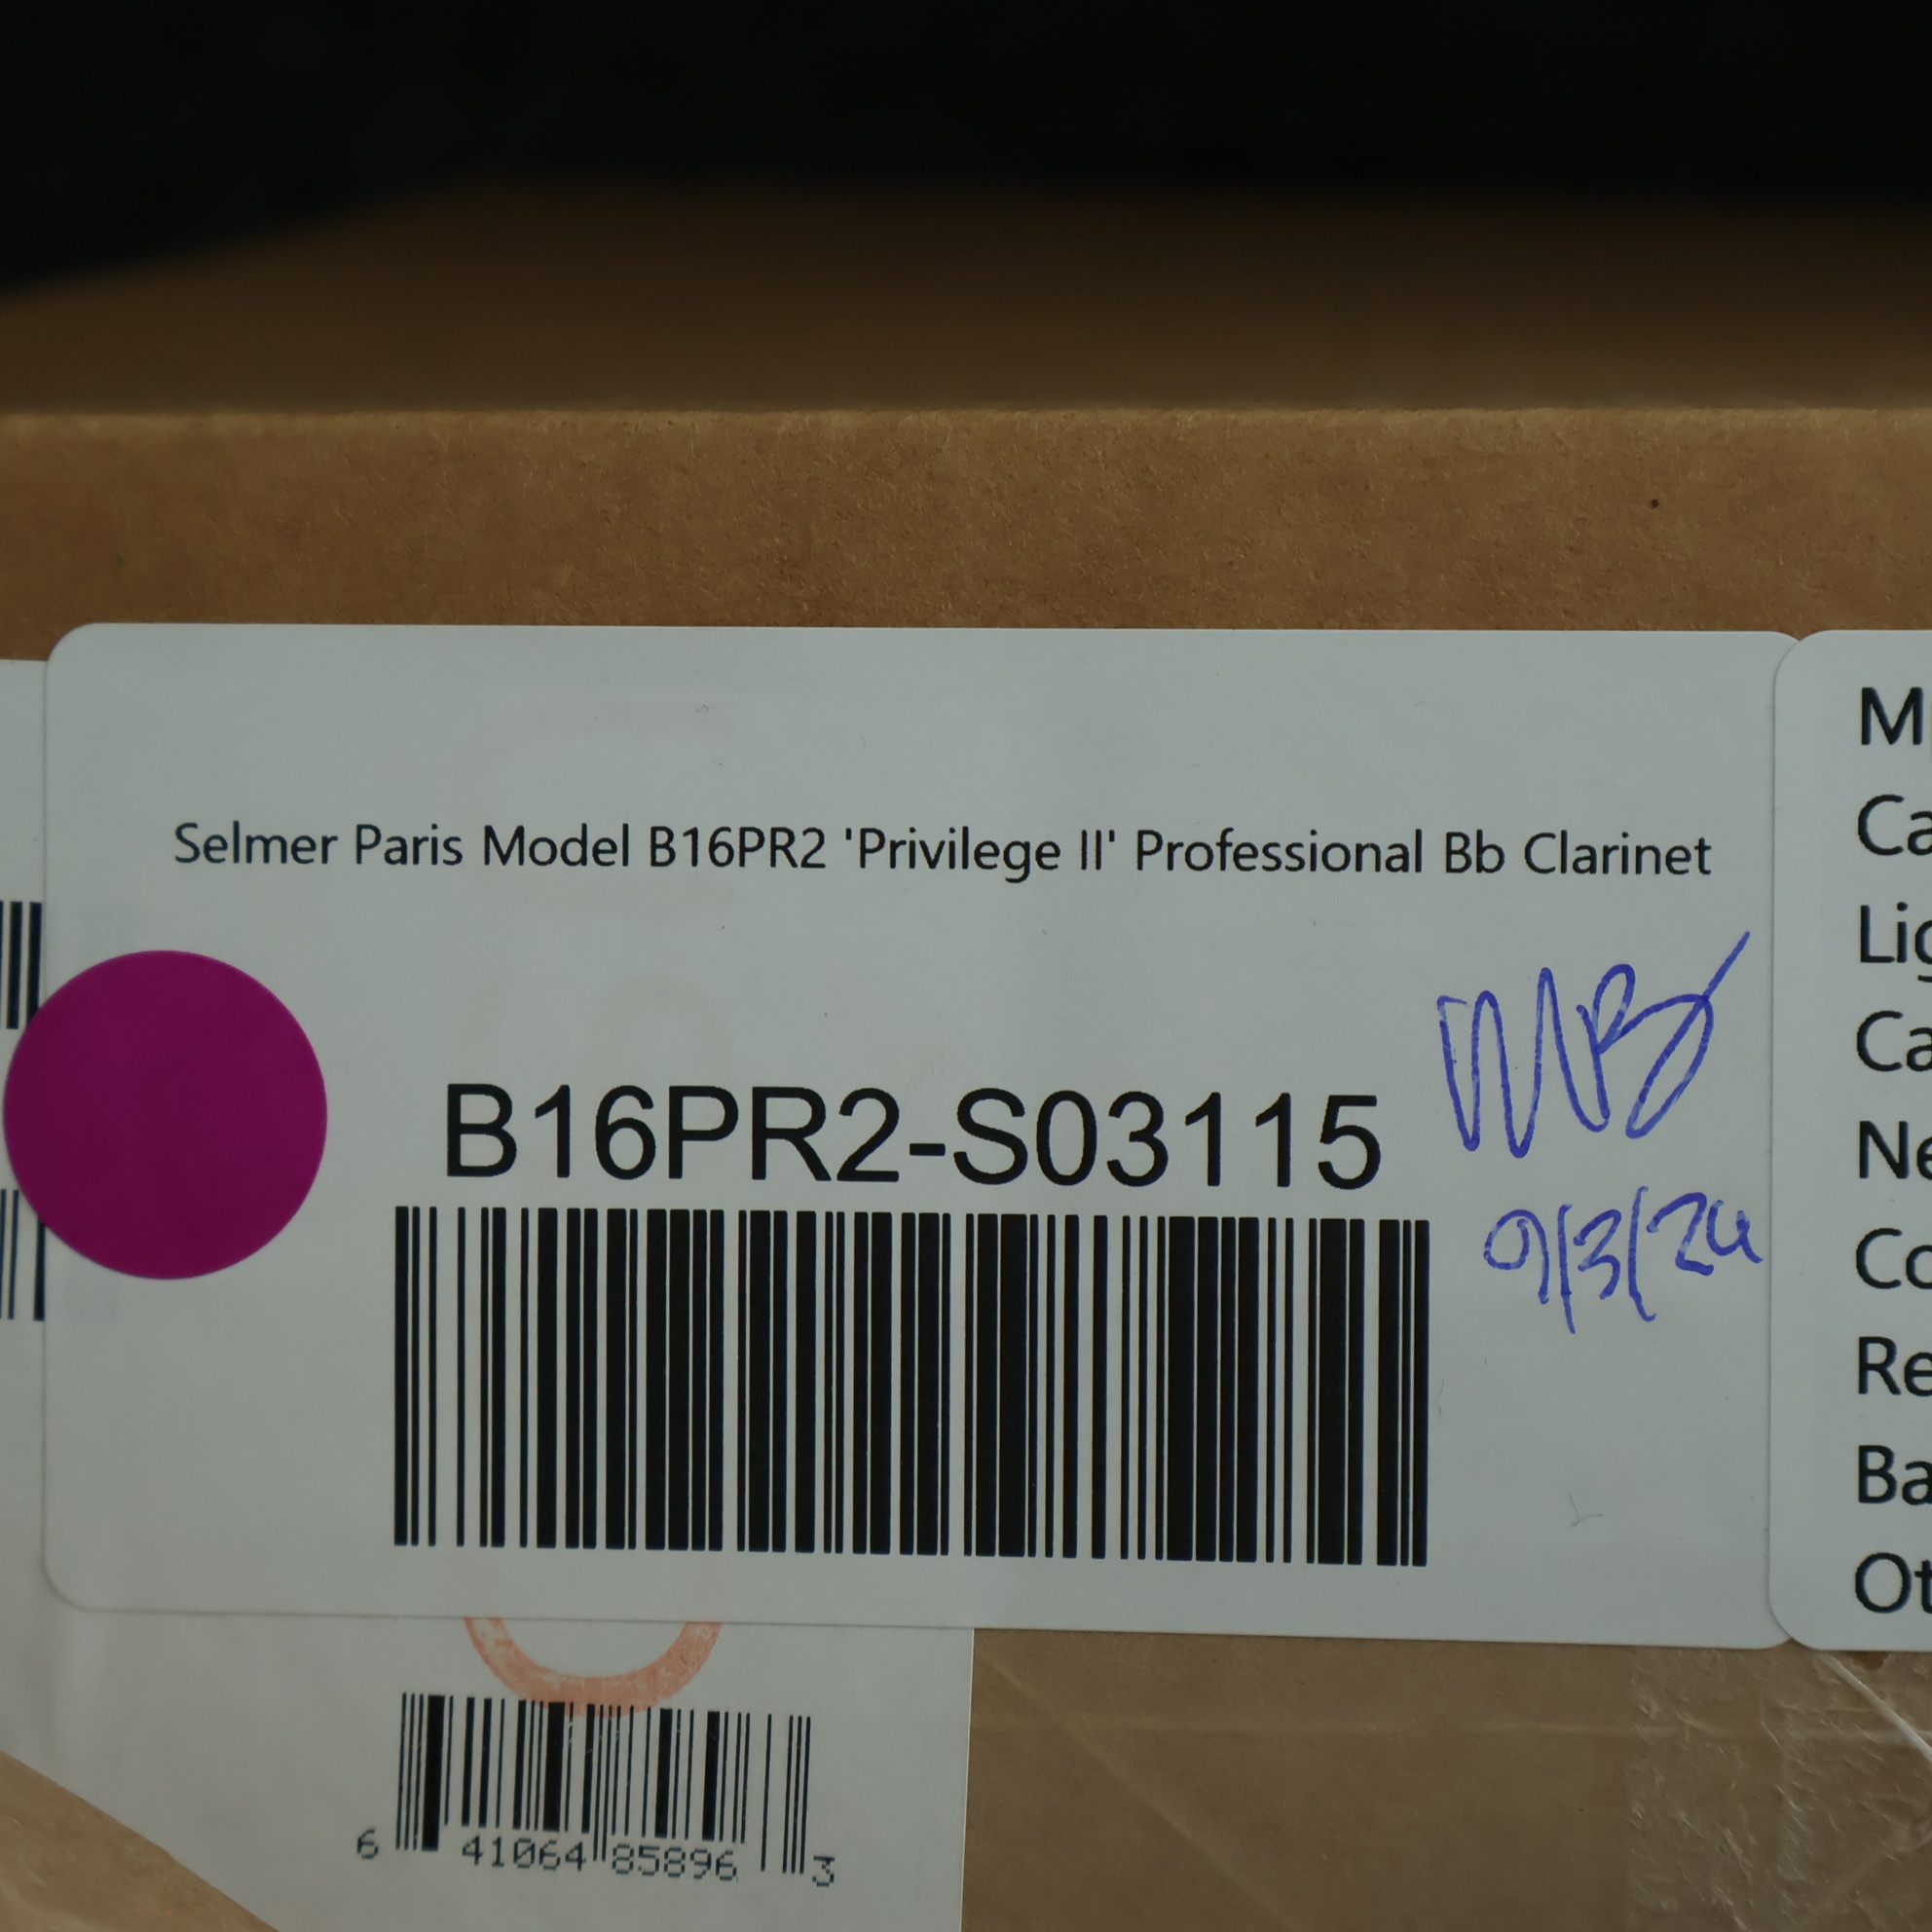 Selmer Paris Model B16PR2 'Privilege II' Professional Bb Clarinet
MB
B16PR2-S03115
9/3/24
M
Ca
Lig
Ca
Ne
Co
Re
Ba
Ot
6 41064 85896 3